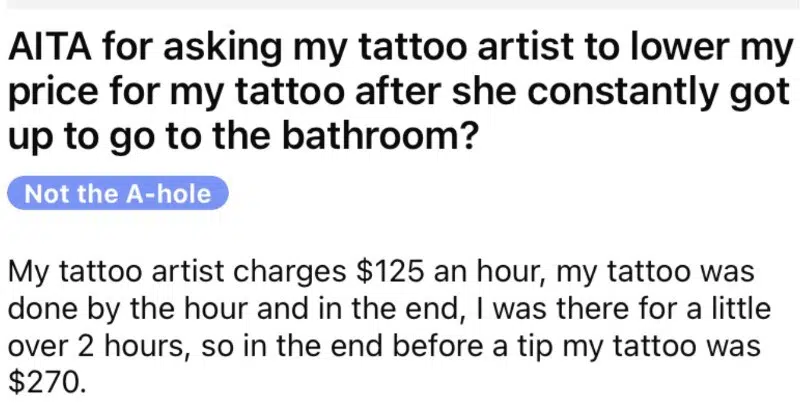 AITA for asking my tattoo artist to lower my
price for my tattoo after she constantly got
up to go to the bathroom?
Not the A-hole
My tattoo artist charges $125 an hour, my tattoo was
done by the hour and in the end, I was there for a little
over 2 hours, so in the end before a tip my tattoo was
$270.